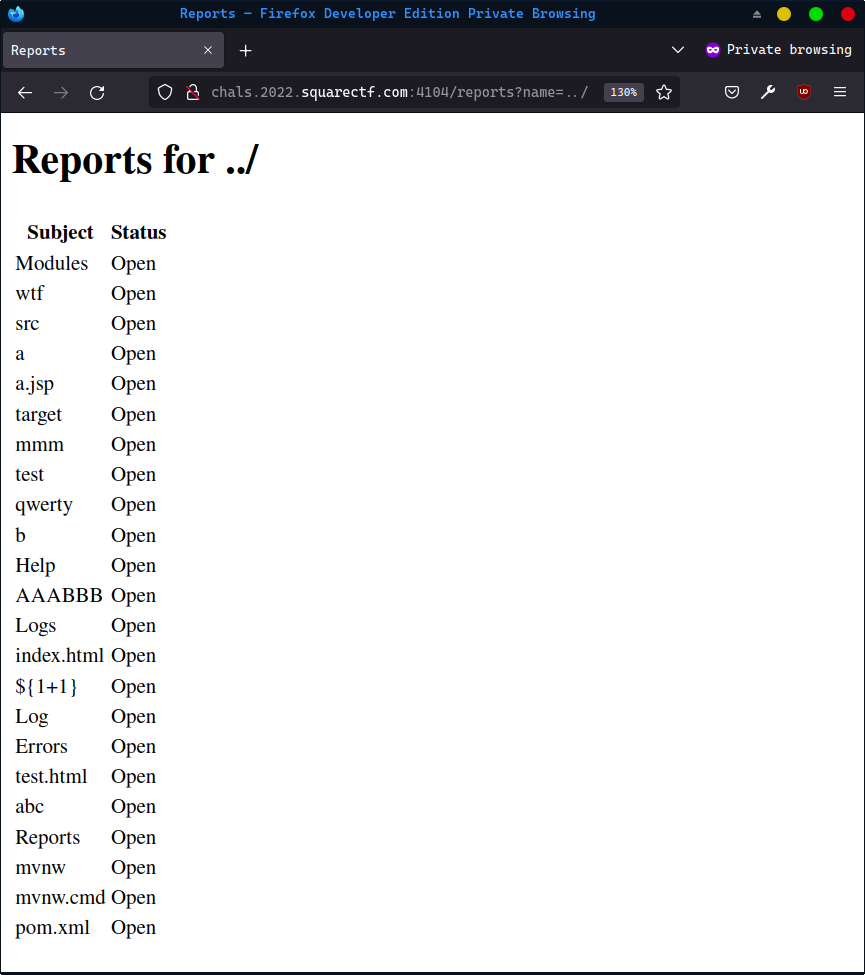 Reports — Firefox Developer Edition Private Browsing
Reports
Private browsing
chals.2022.squarectf.com:4104/reports?name=../
130%
Reports for ../
Subject Status
Modules Open
wtf Open
src Open
a Open
a.jsp Open
target Open
mmm Open
test Open
qwerty Open
b Open
Help Open
AAABBB Open
Logs Open
index.html Open
${1+1} Open
Log Open
Errors Open
test.html Open
abc Open
Reports Open
mvnw Open
mvnw.cmd Open
pom.xml Open